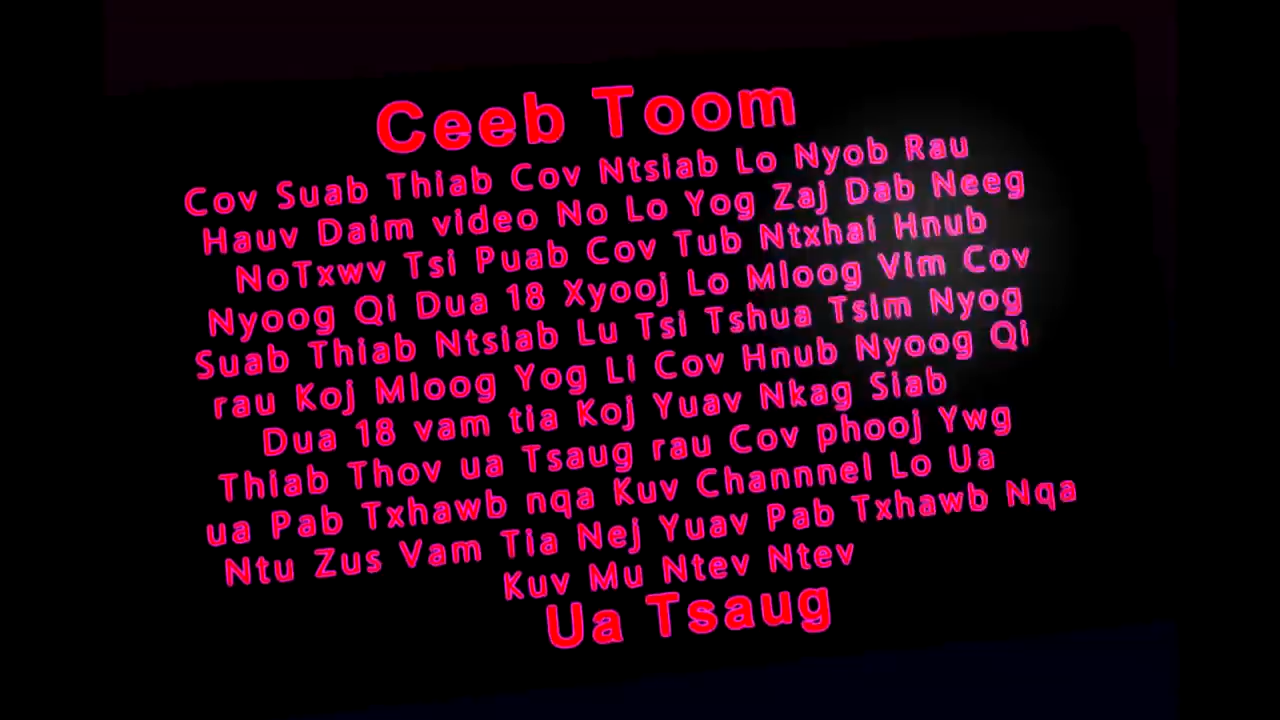 Ceeb Toom
Cov Suab Thiab Cov Ntsiab Lo Nyob Rau
Hauv Daim video No Lo Yog Zaj Dab Neeg
NoTxwv Tsi Puab Cov Tub Ntxhai Hnub
Nyoog Qi Dua 18 Xyooj Lo Mloog Vim Cov
Suab Thiab Ntsiab Lu Tsi Tshua Tsim Nyog
rau Koj Mloog Yog Li Cov Hnub Nyoog Qi
Dua 18 vam tia Koj Yuav Nkag Siab
Thiab Thov ua Tsaug rau Cov phooj Ywg
ua Pab Txhawb nqa Kuv Channnel Lo Ua
Ntu Zus Vam Tia Nej Yuav Pab Txhawb Nqa
Kuv Mu Ntev Ntev
Ua Tsaug